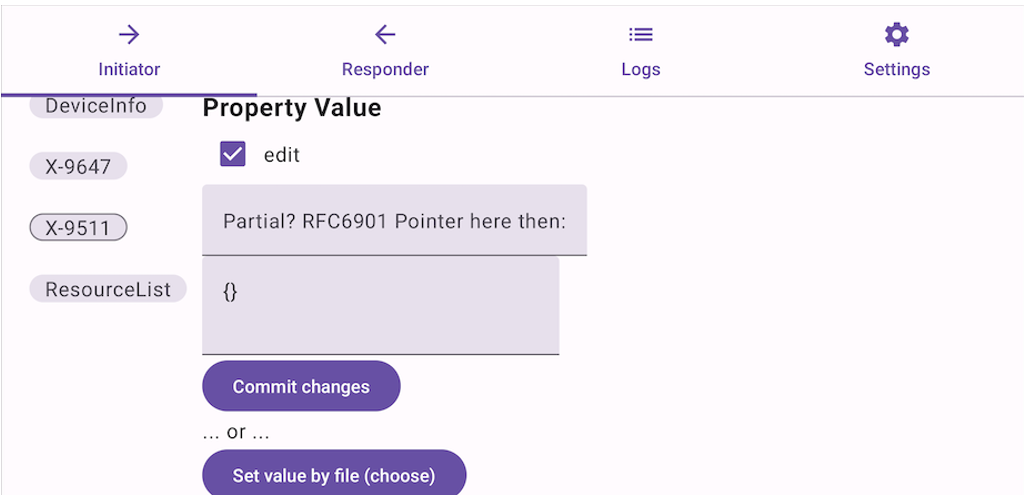 Initiator
Responder
Logs
Settings
DeviceInfo
X-9647
X-9511
ResourceList
Property Value
edit
Partial? RFC6901 Pointer here then:
{}
Commit changes
... or ...
Set value by file (choose)